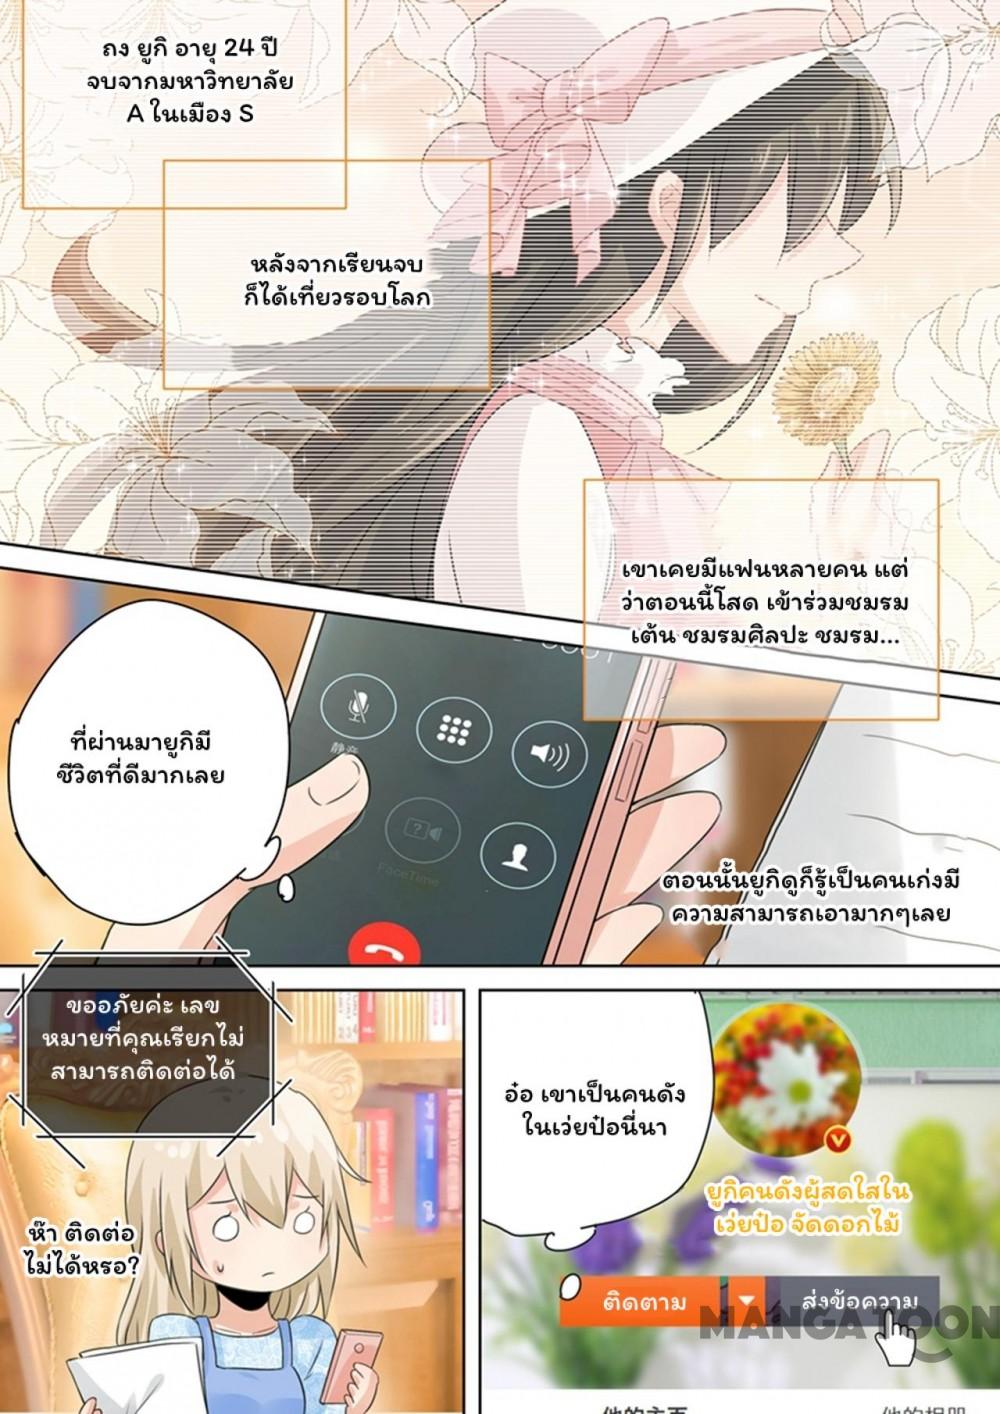 ถง ยูกิ อายุ 24 ปี
จบจากมหาวิทยาลัย
A ในเมือง S
หลังจากเรียนจบ
ก็ได้เที่ยวรอบโลก
เขาเคยมีแฟนหลายคน แต่
ว่าตอนนี้โสด เข้าร่วมชมรม
เต้น ชมรมศิลปะ ชมรม...
ที่ผ่านมายูกิมี
ชีวิตที่ดีมากเลย
FaceTime
ตอนนั้นยูกิดูก็รู้เป็นคนเก่งมี
ความสามารถเอามากๆเลย
ขออภัยค่ะ เลข
หมายที่คุณเรียกไม่
สามารถติดต่อได้
ห๊า ติดต่อ
ไม่ได้หรอ?
อ๋อ เขาเป็นคนดัง
ในเว่ยป๋อนี่นา
ยูกิคนดังผู้สดใสใน
เว่ยป๋อ จัดดอกไม้
ติดตาม
ส่งข้อความ
MANGATOON
他的主页
他的相册